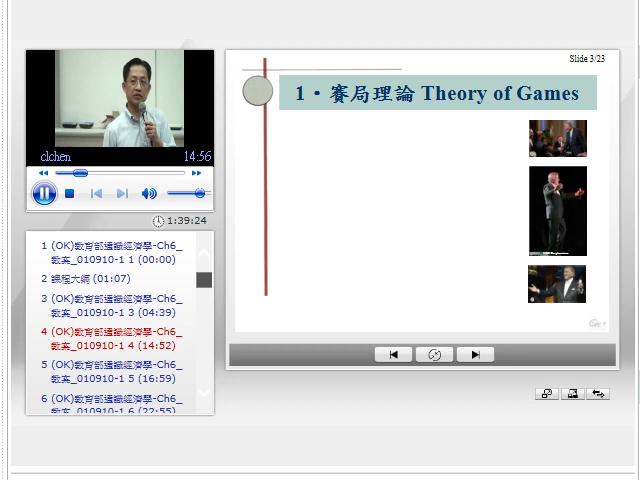 clchen 14:56
1:39:24
1 (OK)教育部通識經濟學-Ch6_
教案_010910-1 1 (00:00)
2 課程大綱 (01:07)
3 (OK)教育部通識經濟學-Ch6_
教案_010910-1 3 (04:39)
4 (OK)教育部通識經濟學-Ch6_
教案_010910-1 4 (14:52)
5 (OK)教育部通識經濟學-Ch6_
教案_010910-1 5 (16:59)
6 (OK)教育部通識經濟學-Ch6_
教案_010910-1 6 (22:55)
Slide 3/23
1‧賽局理論 Theory of Games